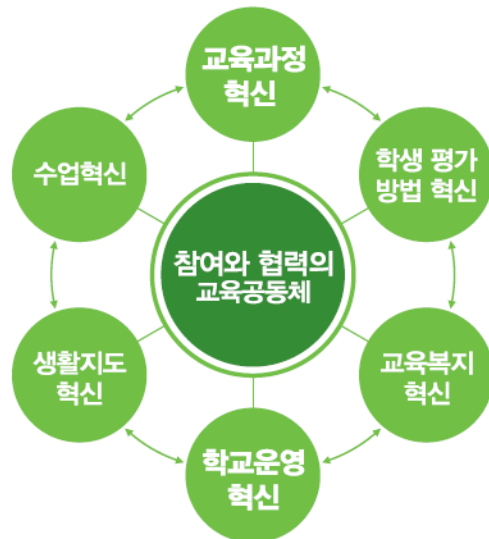 교육과정
혁신
수업혁신
학생 평가
방법 혁신
참여와 협력의
교육공동체
생활지도
혁신
교육복지
혁신
학교운영
혁신